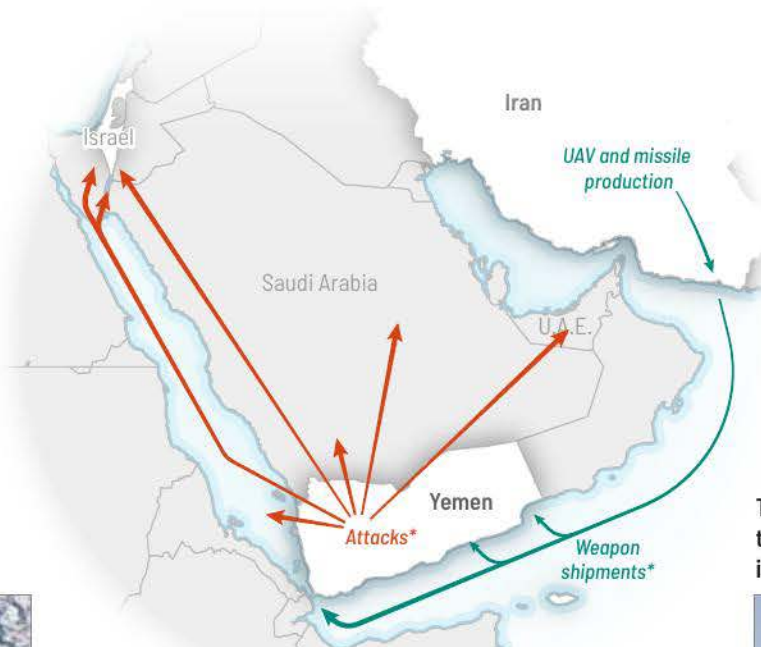 Iran
Israel
UAV and missile
production
Saudi Arabia
U.A.E.
Yemen
Attacks*
Weapon
shipments*
T
t
i